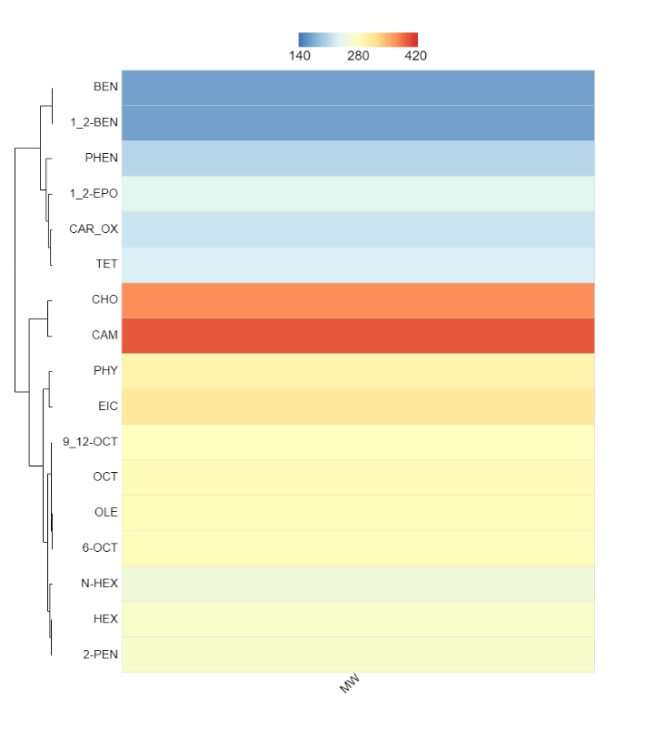 140 280 420
BEN
1_2-BEN
PHEN
1_2-EPO
CAR_OX
TET
CHO
CAM
PHY
EIC
9_12-OCT
OCT
OLE
6-OCT
N-HEX
HEX
2-PEN
MW